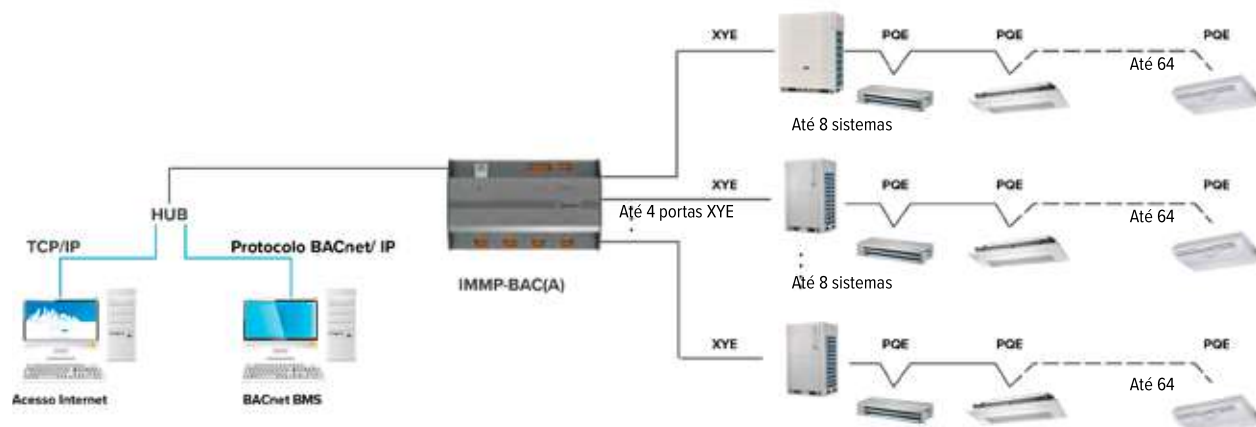 XYE
PQE
PQE
PQE
Até 64
Até 8 sistemas
XYE
PQE
PQE
PQE
Até 4 portas XYE
Até 64
HUB
TCP/IP
Protocolo BACnet/ IP
IMMP-BAC(A)
Até 8 sistemas
XYE
PQE
PQE
PQE
Até 64
Acesso Internet
BACnet BMS